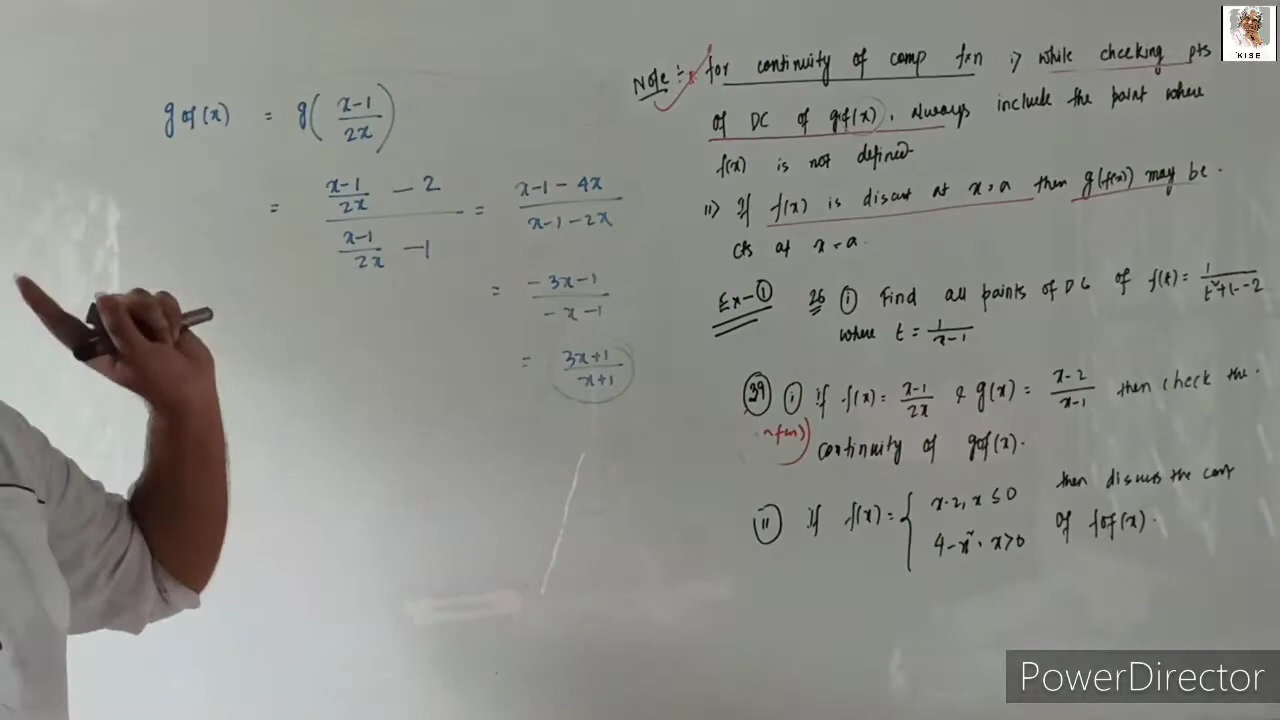 gof(x) = g( x-1 / 2x )
= x-1/2x - 2 / x-1/2x - 1 = x-1-4x / x-1-2x
= -3x-1 / -x-1
= 3x+1 / x+1
Note :- for continuity of comp fxn i) while checking pts
of DC of gf(x), always include the point where
f(x) is not defined
ii) If f(x) is discont at x=a then g(f(x)) may be
cts at x=a.
Ex-① 26 ① Find all points of DC of f(t) = 1 / t²+t-2
where t = 1 / x-1
39 ① if f(x) = x-1 / 2x & g(x) = x-2 / x-1 then check the
continuity of gof(x).
ii if f(x) = { x-2, x ≤ 0 then discuss the cont
4-x², x>0 of fof(x).
KISE
PowerDirector